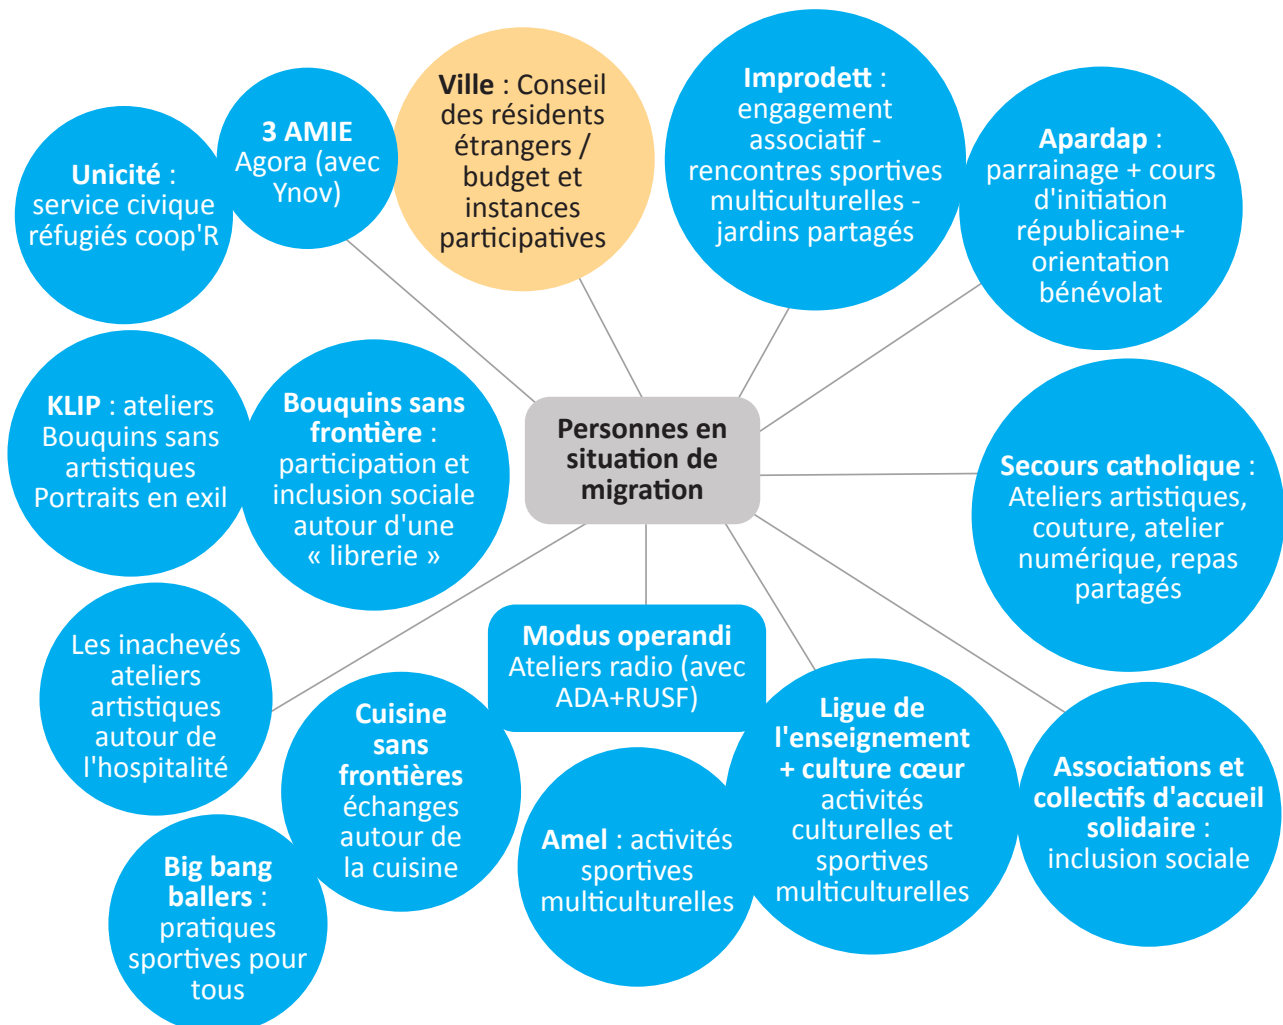 Unicité :
service civique
réfugiés coop'R
3 AMIE
Agora (avec
Ynov)
Ville : Conseil
des résidents
étrangers /
budget et
instances
participatives
Improdett :
engagement
associatif -
rencontres sportives
multiculturelles -
jardins partagés
Apardap :
parrainage + cours
d'initiation
républicaine+
orientation
bénévolat
KLIP : ateliers
Bouquins sans
artistiques
Portraits en exil
Bouquins sans
frontière :
participation et
inclusion sociale
autour d'une
« librerie »
Personnes en
situation de
migration
Secours catholique :
Ateliers artistiques,
couture, atelier
numérique, repas
partagés
Les inachevés
ateliers
artistiques
autour de
l'hospitalité
Modus operandi
Ateliers radio (avec
ADA+RUSF)
Cuisine
sans
frontières
échanges
autour de
la cuisine
Ligue de
l'enseignement
+ culture cœur
activités
culturelles et
sportives
multiculturelles
Associations et
collectifs d'accueil
solidaire :
inclusion sociale
Big bang
ballers :
pratiques
sportives pour
tous
Amel : activités
sportives
multiculturelles